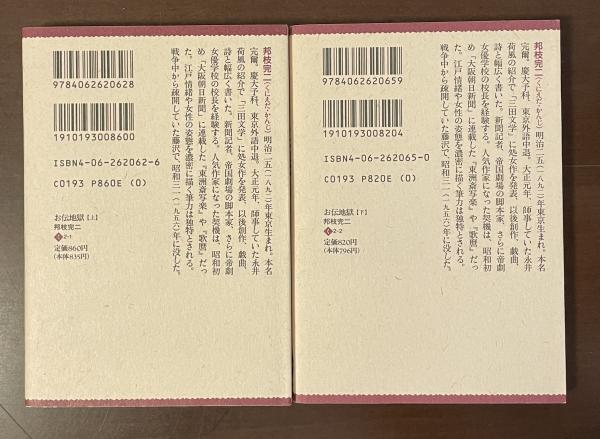 9784062620628
1910193008600
ISBN4-06-262062-6
C0193 P860E (0)
お伝地獄[上]
邦枝完二
く2-1
定価860円
(本体835円)
邦枝完二(くにえだ・かんじ)明治二五(一八九二)年東京生まれ。本名
完爾。慶大予科、東京外語中退。大正元年、師事していた永井
荷風の紹介で「三田文学」に処女作を発表、以後創作、戯曲、
詩と幅広く書いた。新聞記者、帝国劇場の脚本家、さらに帝劇
女優学校の校長を経験する。人気作家になった契機は、昭和初
め「大阪朝日新聞」に連載した『東洲斎写楽』や『歌麿』だっ
た。江戸情緒や女性の姿態を濃密に描く筆力は独特とされる。
戦争中から疎開していた藤沢で、昭和三一(一九五六)年に没した。
9784062620659
1910193008204
ISBN4-06-262065-0
C0193 P820E (0)
お伝地獄[下]
邦枝完二
く2-2
定価820円
(本体796円)
邦枝完二(くにえだ・かんじ)明治二五(一八九二)年東京生まれ。本名
完爾。慶大予科、東京外語中退。大正元年、師事していた永井
荷風の紹介で「三田文学」に処女作を発表、以後創作、戯曲、
詩と幅広く書いた。新聞記者、帝国劇場の脚本家、さらに帝劇
女優学校の校長を経験する。人気作家になった契機は、昭和初
め「大阪朝日新聞」に連載した『東洲斎写楽』や『歌麿』だっ
た。江戸情緒や女性の姿態を濃密に描く筆力は独特とされる。
戦争中から疎開していた藤沢で、昭和三一(一九五六)年に没した。